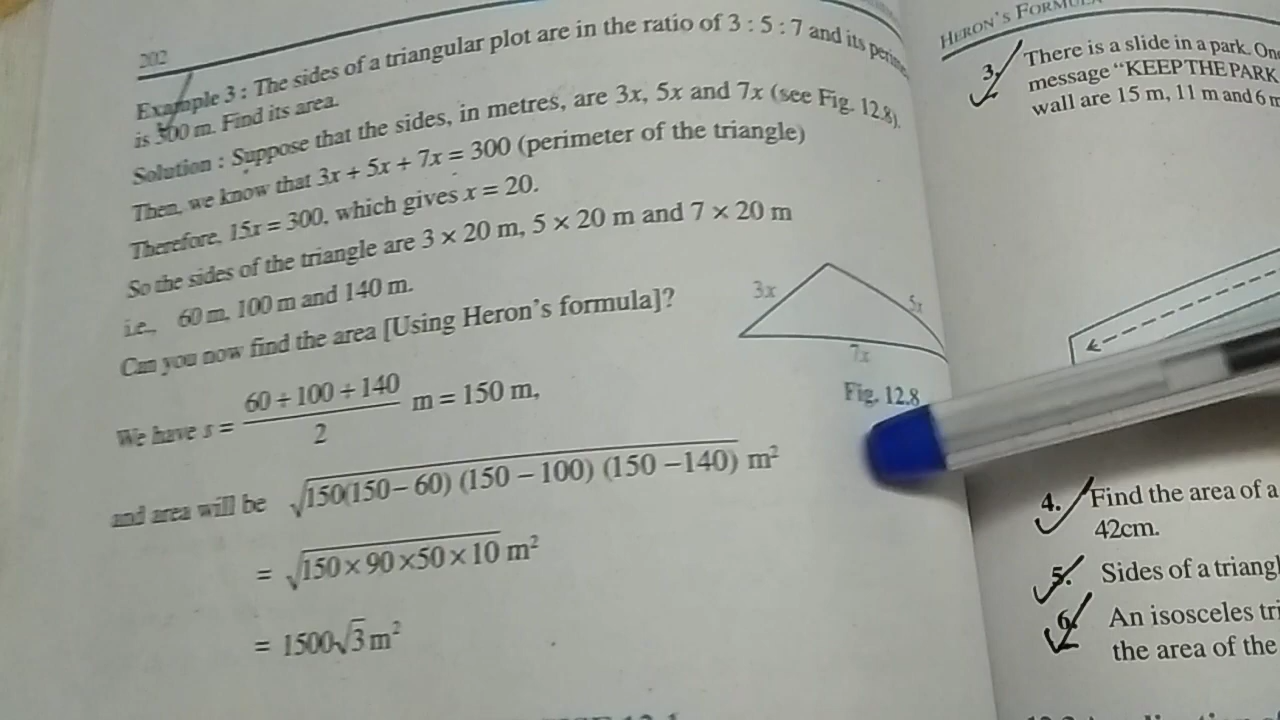 202
Example 3 : The sides of a triangular plot are in the ratio of 3 : 5 : 7 and its
is 300 m. Find its area.
Solution : Suppose that the sides, in metres, are 3x, 5x and 7x (see Fig. 12.8).
Then, we know that 3x + 5x + 7x = 300 (perimeter of the triangle)
Therefore, 15x = 300, which gives x = 20.
So the sides of the triangle are 3 × 20 m, 5 × 20 m and 7 × 20 m
i.e., 60 m, 100 m and 140 m.
Can you now find the area [Using Heron's formula]?
3x
5x
7x
Fig. 12.8
We have s = (60 + 100 + 140)/2 m = 150 m,
and area will be √150(150 – 60) (150 – 100) (150 –140) m²
= √150 × 90 ×50 × 10 m²
= 1500√3 m²
HERON'S FORMULA
3. There is a slide in a park. One
message "KEEP THE PARK
wall are 15 m, 11 m and 6 m
4. Find the area of a
42cm.
5. Sides of a triangl
6. An isosceles tri
the area of the